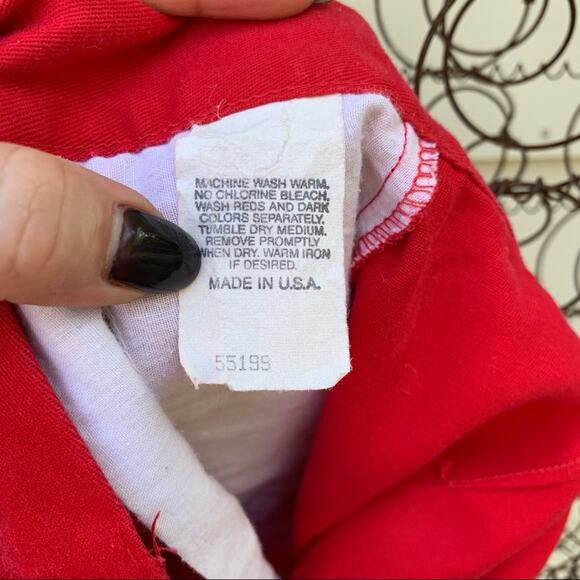 MACHINE WASH WARM.
NO CHLORINE BLEACH.
WASH REDS AND DARK
COLORS SEPARATELY.
TUMBLE DRY MEDIUM.
REMOVE PROMPTLY
WHEN DRY. WARM IRON
IF DESIRED.
MADE IN U.S.A.
55199